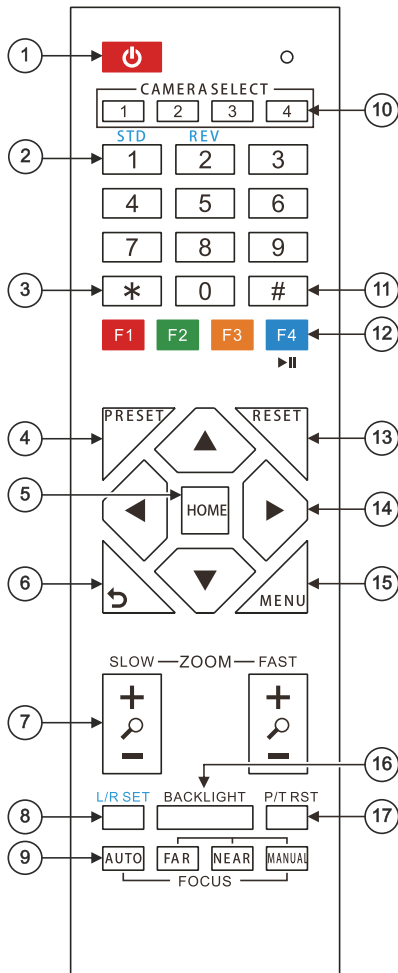 1
CAMERA SELECT
1 2 3 4
10
STD REV
2
1 2 3
4 5 6
7 8 9
3
* 0 #
11
F1 F2 F3 F4
12
PRESET RESET
4
13
5
HOME
14
6
MENU
15
SLOW ZOOM FAST
+ +
7
- -
16
L/R SET BACKLIGHT P/T RST
8
17
9
AUTO FAR NEAR MANUAL
FOCUS